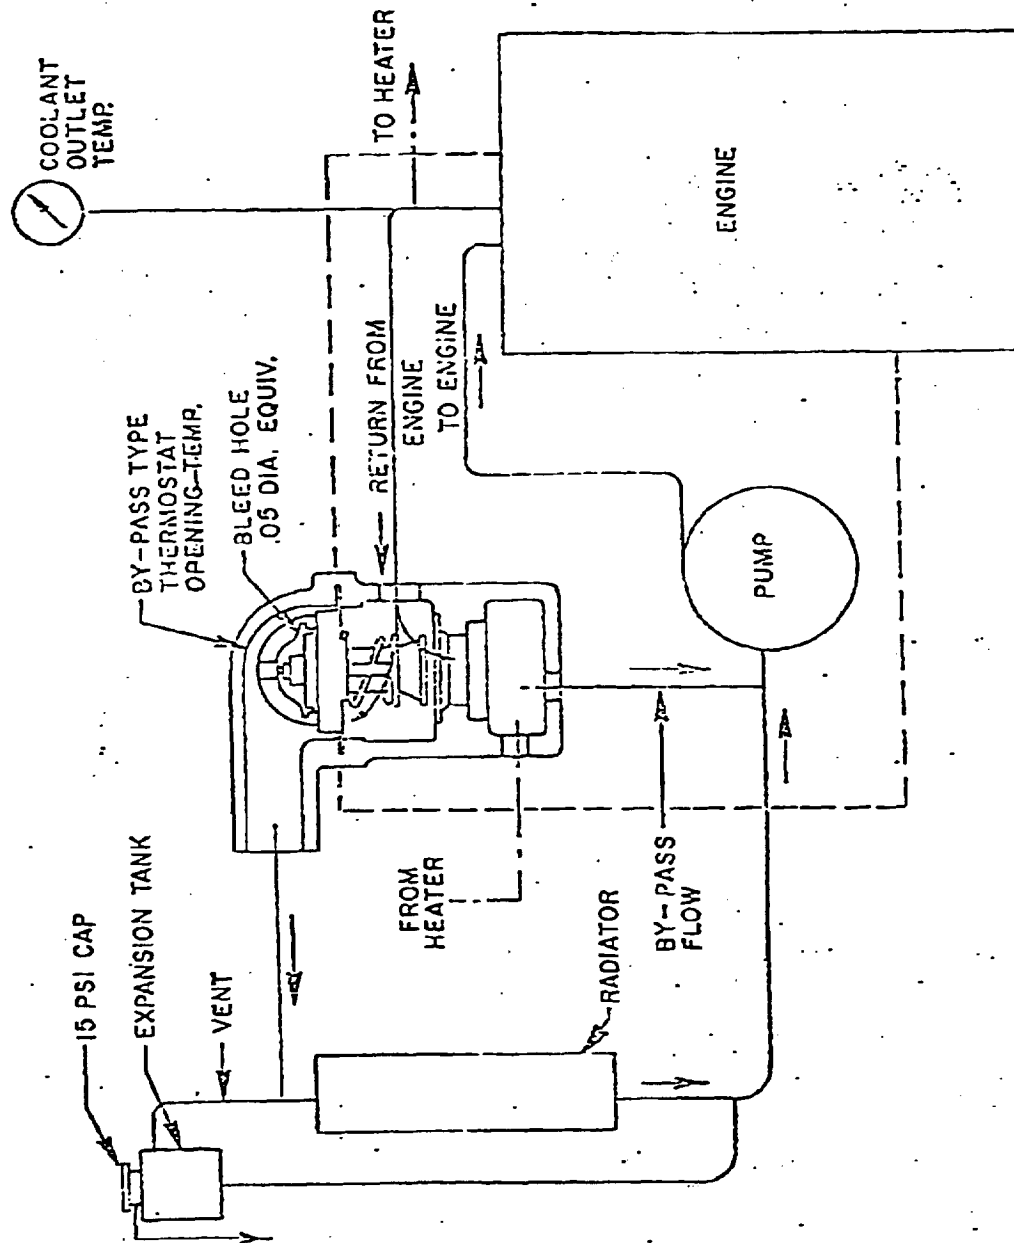 15 PSI CAP
EXPANSION TANK
VENT
BY-PASS TYPE
THERMOSTAT
OPENING TEMP.
BLEED HOLE
.05 DIA. EQUIV.
COOLANT
OUTLET
TEMP.
TO HEATER
RETURN FROM
ENGINE
TO ENGINE
FROM
HEATER
RADIATOR
BY-PASS
FLOW
PUMP
ENGINE